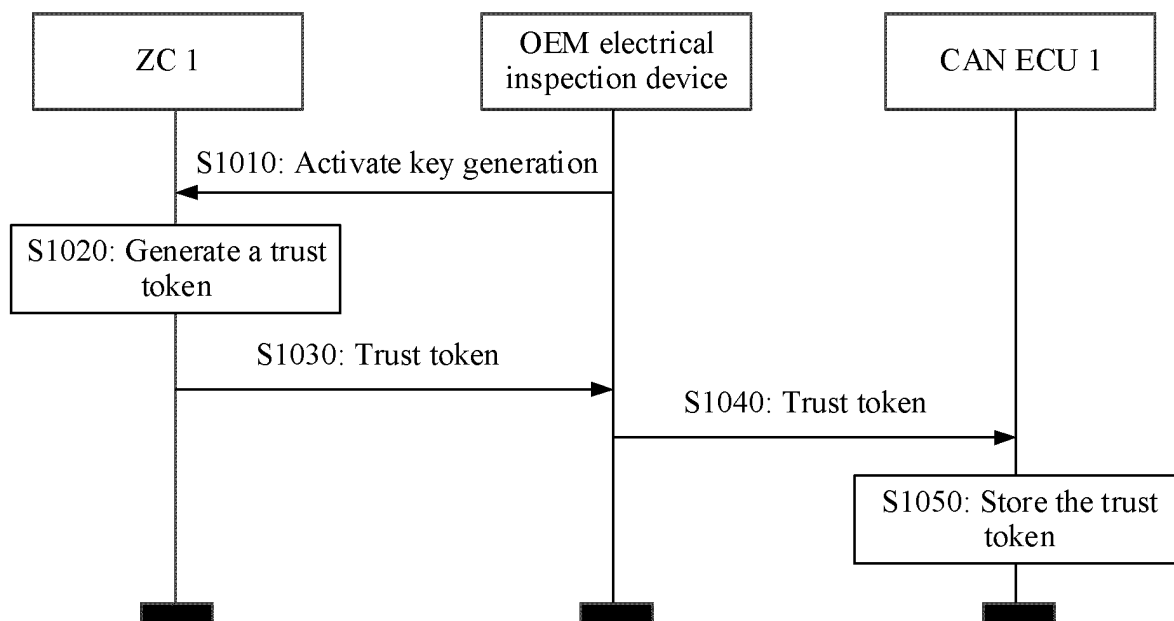 ZC 1
OEM electrical
inspection device
CAN ECU 1
S1010: Activate key generation
S1020: Generate a trust
token
S1030: Trust token
S1040: Trust token
S1050: Store the trust
token